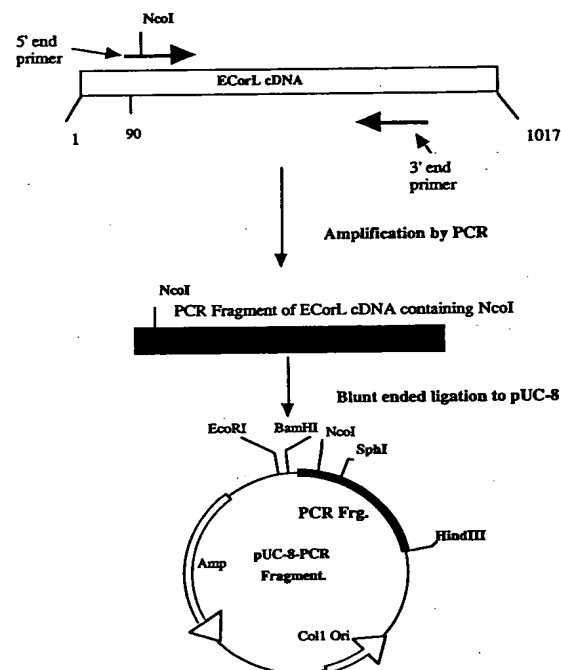 NcoI
5' end
primer
ECorL cDNA
1
90
1017
3' end
primer
Amplification by PCR
NcoI
PCR Fragment of ECorL cDNA containing NcoI
Blunt ended ligation to pUC-8
EcoRI
BamHI
NcoI
SphI
PCR Frg.
HindIII
Amp
pUC-8-PCR
Fragment.
Col1 Ori